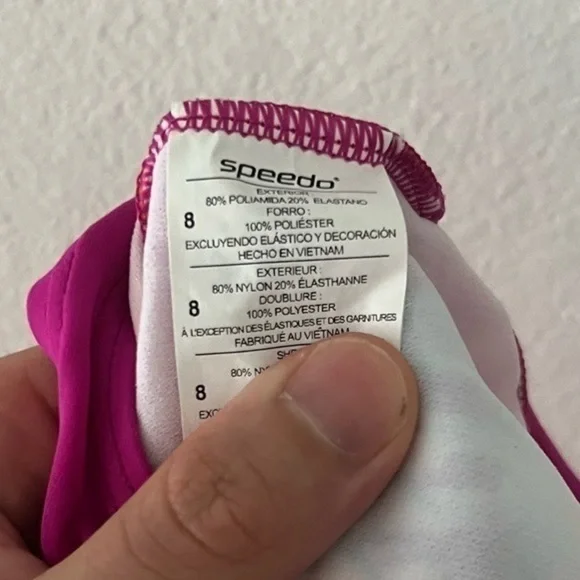 speedo
EXTERIOR
80% POLIAMIDA 20% ELASTANO
8
FORRO :
100% POLIÉSTER
EXCLUYENDO ELÁSTICO Y DECORACIÓN
HECHO EN VIETNAM
EXTERIEUR :
8
80% NYLON 20% ÉLASTHANNE
DOUBLURE :
100% POLYESTER
À L'EXCEPTION DES ÉLASTIQUES ET DES GARNITURES
FABRIQUÉ AU VIETNAM
80%
8